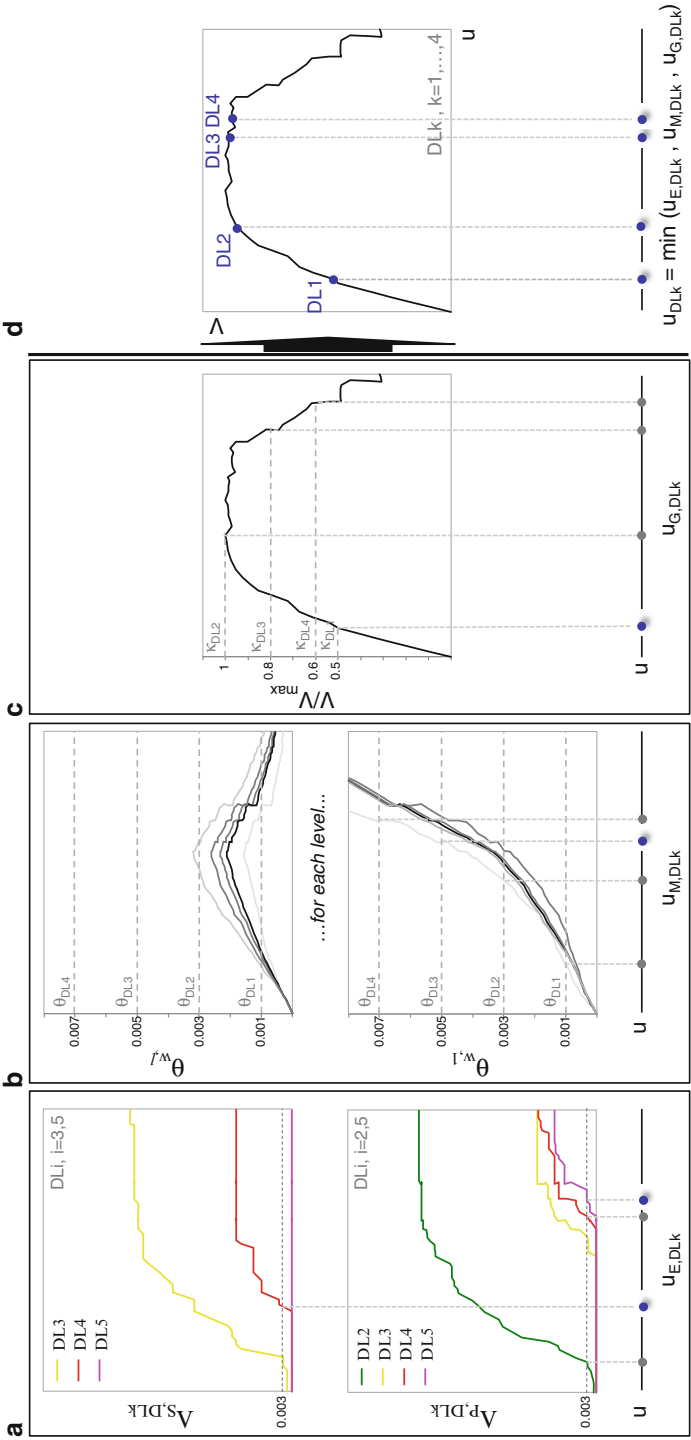 a
Λ_S,DLk
0.003
DL3
DL4
DL5
DLi, i=3,5
Λ_P,DLk
0.003
DL2
DL3
DL4
DL5
DLi, i=2,5
u
u_E,DLk
b
θ_w,l
0.007
0.005
0.003
0.001
θ_DL4
θ_DL3
θ_DL2
θ_DL1
...for each level...
θ_w,1
0.007
0.005
0.003
0.001
θ_DL4
θ_DL3
θ_DL2
θ_DL1
u
u_M,DLk
c
V/V_max
1
0.8
0.6
0.5
κ_DL2
κ_DL3
κ_DL4
κ_DL
u
u_G,DLk
d
V
DL1
DL2
DL3 DL4
DLk , k=1,...,4
u
u_DLk = min (u_E,DLk , u_M,DLk , u_G,DLk)